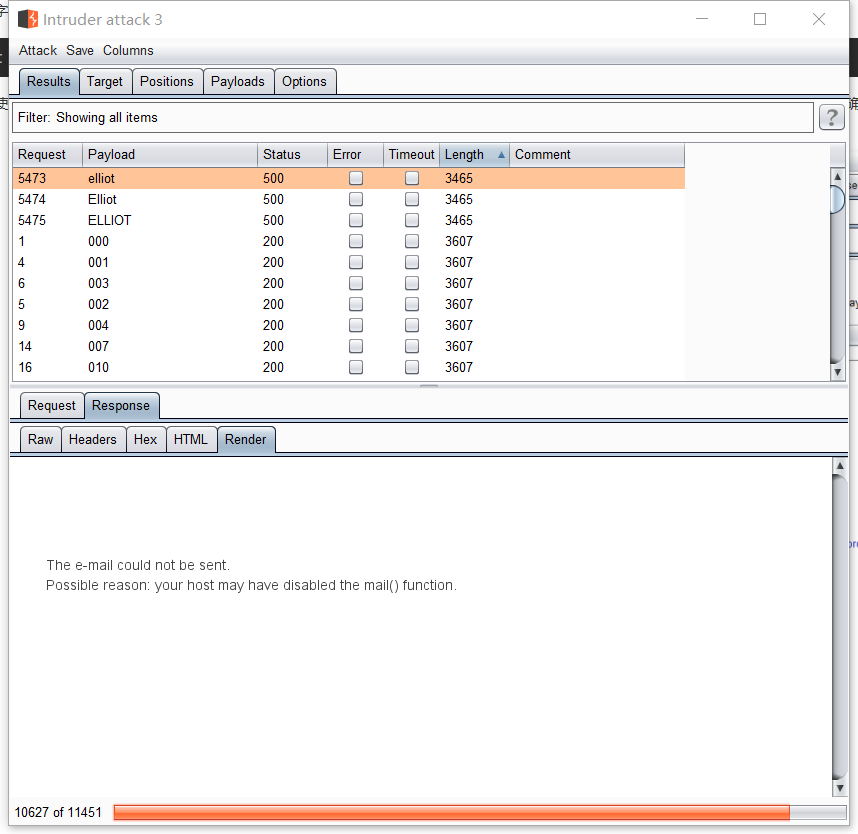 Intruder attack 3
Attack Save Columns
Results Target Positions Payloads Options
Filter: Showing all items ?
Request Payload Status Error Timeout Length Comment
5473 elliot 500 3465
5474 Elliot 500 3465
5475 ELLIOT 500 3465
1 000 200 3607
4 001 200 3607
6 003 200 3607
5 002 200 3607
9 004 200 3607
14 007 200 3607
16 010 200 3607
Request Response
Raw Headers Hex HTML Render
The e-mail could not be sent.
Possible reason: your host may have disabled the mail() function.
10627 of 11451